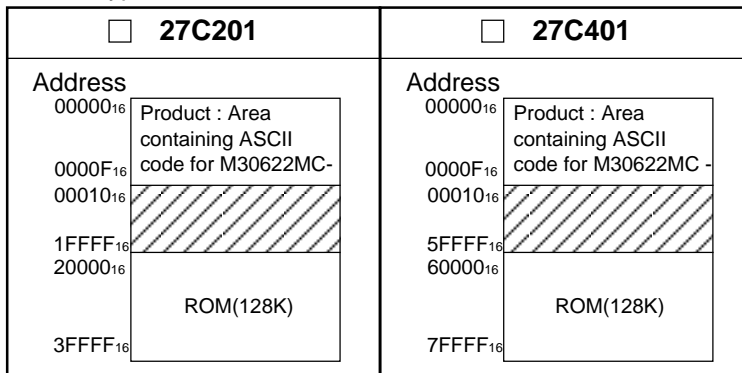 □ 27C201
Address
00000₁₆
Product : Area
containing ASCII
code for M30622MC-
0000F₁₆
00010₁₆
1FFFF₁₆
20000₁₆
ROM(128K)
3FFFF₁₆
□ 27C401
Address
00000₁₆
Product : Area
containing ASCII
code for M30622MC -
0000F₁₆
00010₁₆
5FFFF₁₆
60000₁₆
ROM(128K)
7FFFF₁₆